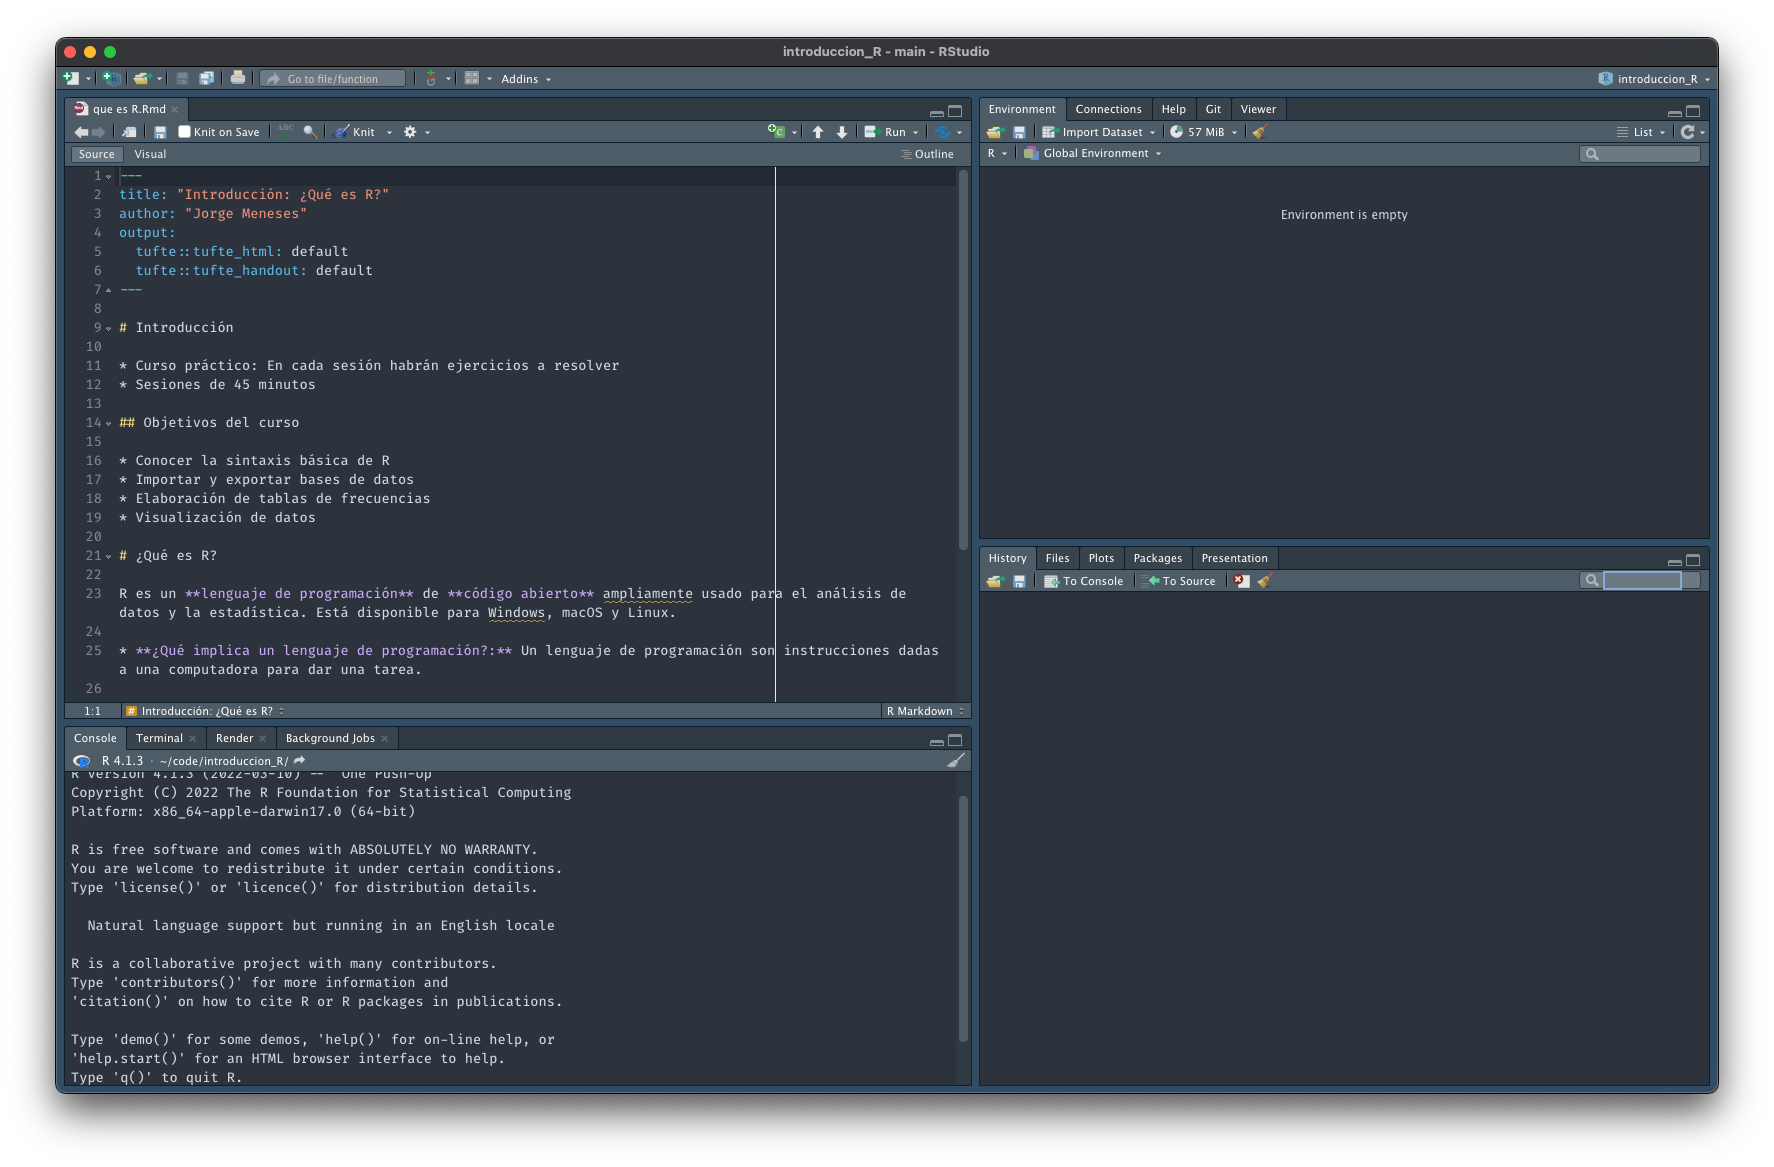 introduccion_R - main - RStudio
Go to file/function
Addins
introduccion_R
que es R.Rmd
Knit on Save
ABC
Knit
Run
Source
Visual
Outline
1 ---
2 title: "Introducción: ¿Qué es R?"
3 author: "Jorge Meneses"
4 output:
5 tufte::tufte_html: default
6 tufte::tufte_handout: default
7 ---
8
9 # Introducción
10
11 * Curso práctico: En cada sesión habrán ejercicios a resolver
12 * Sesiones de 45 minutos
13
14 ## Objetivos del curso
15
16 * Conocer la sintaxis básica de R
17 * Importar y exportar bases de datos
18 * Elaboración de tablas de frecuencias
19 * Visualización de datos
20
21 # ¿Qué es R?
22
23 R es un **lenguaje de programación** de **código abierto** ampliamente usado para el análisis de
datos y la estadística. Está disponible para Windows, macOS y Linux.
24
25 * **¿Qué implica un lenguaje de programación?:** Un lenguaje de programación son instrucciones dadas
a una computadora para dar una tarea.
26
1:1
# Introducción: ¿Qué es R?
R Markdown
Console
Terminal
Render
Background Jobs
R 4.1.3 · ~/code/introduccion_R/
R version 4.1.3 (2022-03-10) -- "One Push-Up"
Copyright (C) 2022 The R Foundation for Statistical Computing
Platform: x86_64-apple-darwin17.0 (64-bit)
R is free software and comes with ABSOLUTELY NO WARRANTY.
You are welcome to redistribute it under certain conditions.
Type 'license()' or 'licence()' for distribution details.
Natural language support but running in an English locale
R is a collaborative project with many contributors.
Type 'contributors()' for more information and
'citation()' on how to cite R or R packages in publications.
Type 'demo()' for some demos, 'help()' for on-line help, or
'help.start()' for an HTML browser interface to help.
Type 'q()' to quit R.
Environment
Connections
Help
Git
Viewer
Import Dataset
57 MiB
List
R
Global Environment
Environment is empty
History
Files
Plots
Packages
Presentation
To Console
To Source